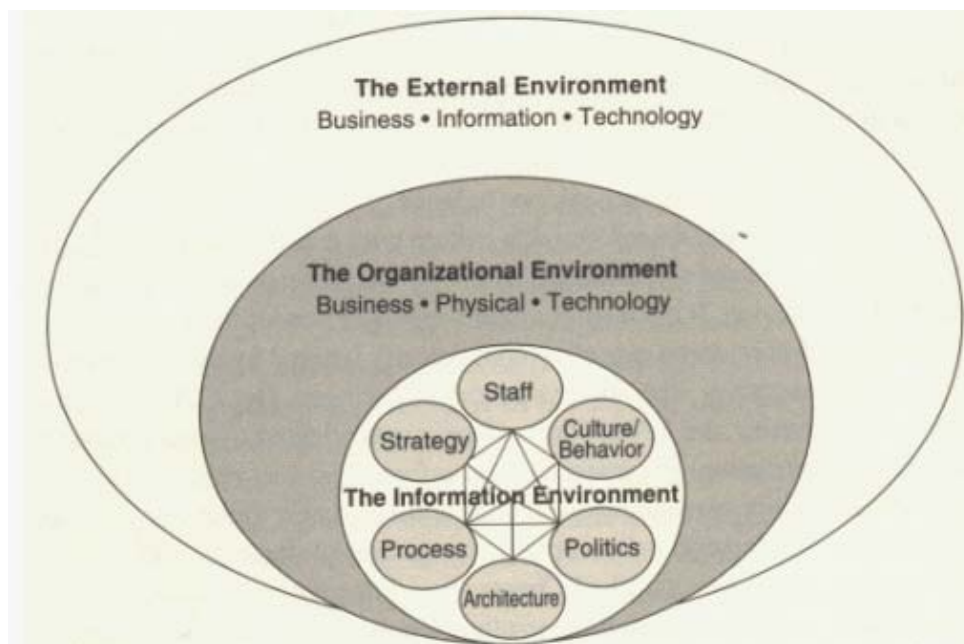 The External Environment
Business • Information • Technology
The Organizational Environment
Business • Physical • Technology
Staff
Strategy
Culture/
Behavior
The Information Environment
Process
Politics
Architecture